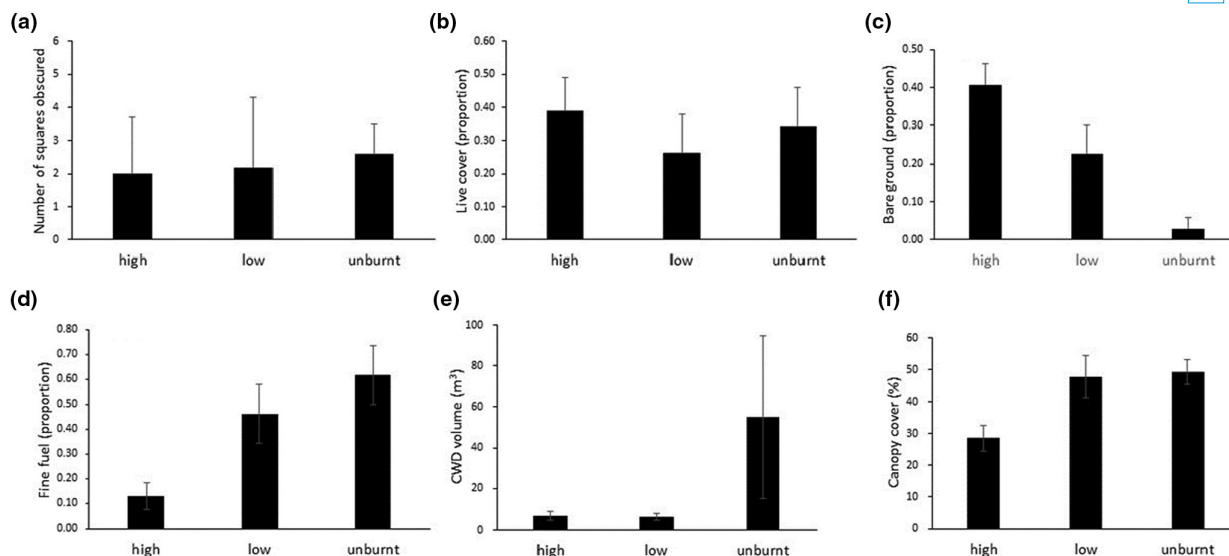 (a)
Number of squares obscured
6
5
4
3
2
1
0
high low unburnt
(b)
Live cover (proportion)
0.60
0.50
0.40
0.30
0.20
0.10
0.00
high low unburnt
(c)
Bare ground (proportion)
0.50
0.40
0.30
0.20
0.10
0.00
high low unburnt
(d)
Fine fuel (proportion)
0.80
0.70
0.60
0.50
0.40
0.30
0.20
0.10
0.00
high low unburnt
(e)
CWD volume (m³)
100
80
60
40
20
0
high low unburnt
(f)
Canopy cover (%)
60
50
40
30
20
10
0
high low unburnt